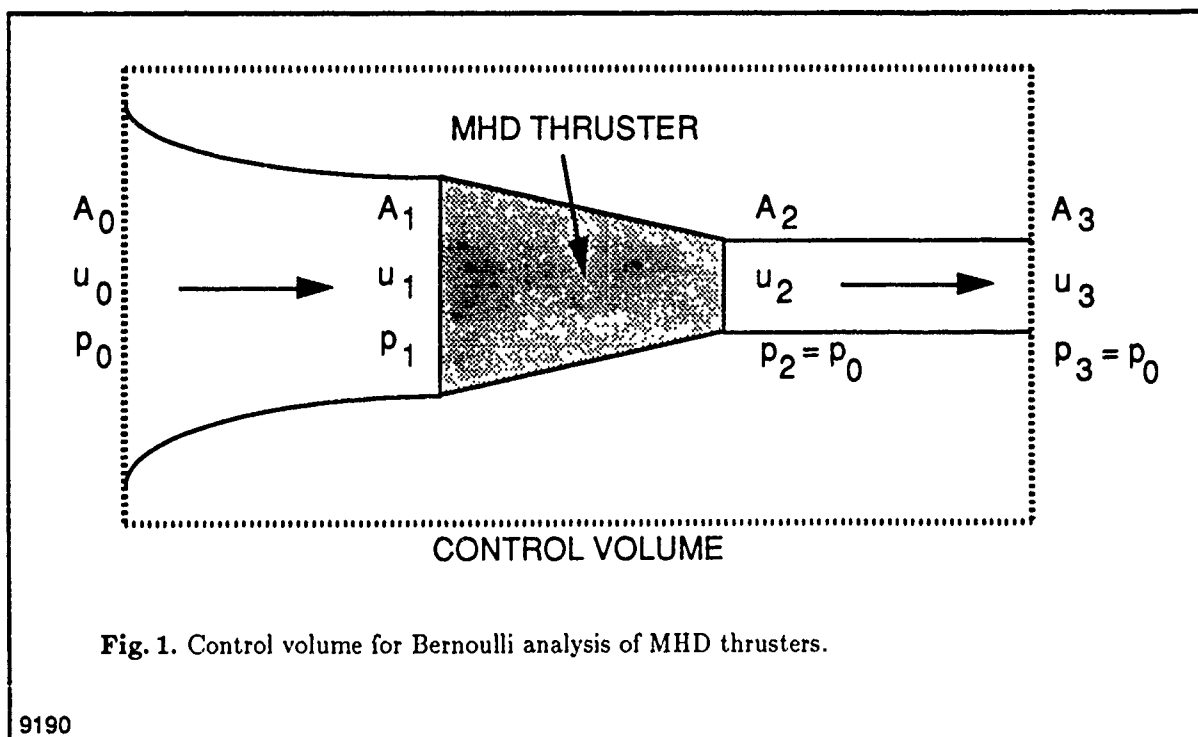 MHD THRUSTER
A0 A1 A2 A3
u0 u1 u2 u3
p0 p1 p2 = p0 p3 = p0
CONTROL VOLUME
Fig. 1. Control volume for Bernoulli analysis of MHD thrusters.
9190